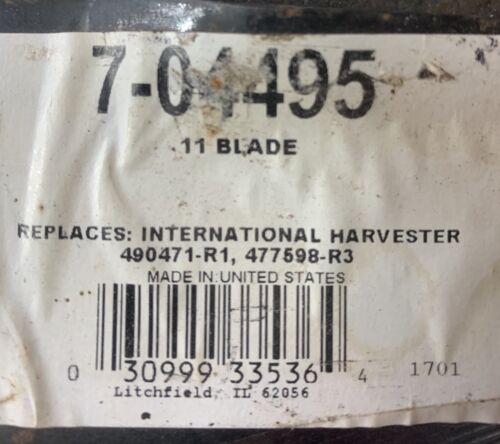 7-04495
11 BLADE
REPLACES: INTERNATIONAL HARVESTER
490471-R1, 477598-R3
MADE IN UNITED STATES
0 30999 33536 4 1701
Litchfield, IL 62056